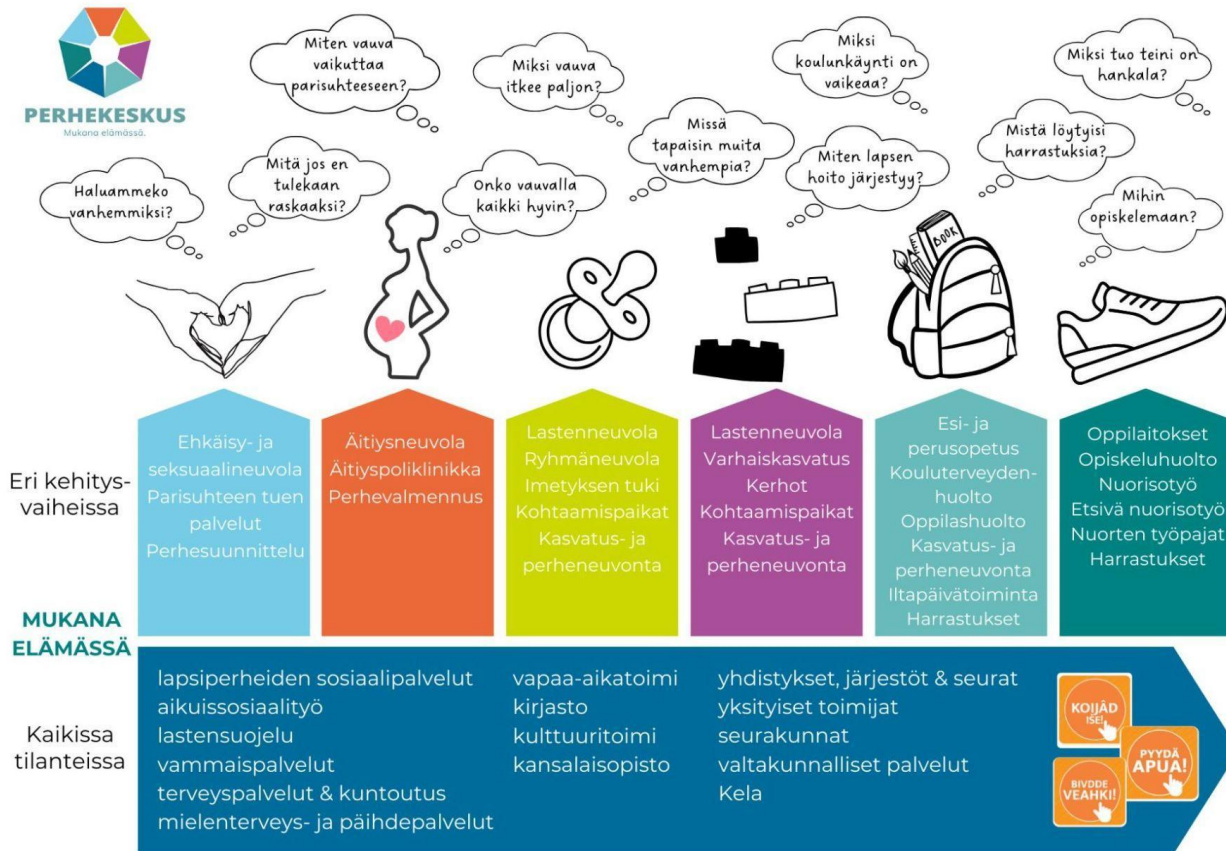 PERHEKESKUS
Mukana elämässä.
Haluammeko
vanhemmiksi?
Mitä jos en
tulekaan
raskaaksi?
Miten vauva
vaikuttaa
parisuhteeseen?
Onko vauvalla
kaikki hyvin?
Miksi vauva
itkee paljon?
Missä
tapaisin muita
vanhempia?
Miksi
koulunkäynti on
vaikeaa?
Miten lapsen
hoito järjestyy?
Mistä löytyisi
harrastuksia?
Miksi tuo teini on
hankala?
Mihin
opiskelemaan?
BOOK
Eri kehitys-
vaiheissa
Ehkäisy- ja
seksuaalineuvola
Parisuhteen tuen
palvelut
Perhesuunnittelu
Äitiysneuvola
Äitiyspoliklinikka
Perhevalmennus
Lastenneuvola
Ryhmäneuvola
Imetyksen tuki
Kohtaamispaikat
Kasvatus- ja
perheneuvonta
Lastenneuvola
Varhaiskasvatus
Kerhot
Kohtaamispaikat
Kasvatus- ja
perheneuvonta
Esi- ja
perusopetus
Kouluterveyden-
huolto
Oppilashuolto
Kasvatus- ja
perheneuvonta
Iltapäivätoiminta
Harrastukset
Oppilaitokset
Opiskeluhuolto
Nuorisotyö
Etsivä nuorisotyö
Nuorten työpajat
Harrastukset
MUKANA
ELÄMÄSSÄ
Kaikissa
tilanteissa
lapsiperheiden sosiaalipalvelut
aikuissosiaalityö
lastensuojelu
vammaispalvelut
terveyspalvelut & kuntoutus
mielenterveys- ja päihdepalvelut
vapaa-aikatoimi
kirjasto
kulttuuritoimi
kansalaisopisto
yhdistykset, järjestöt & seurat
yksityiset toimijat
seurakunnat
valtakunnalliset palvelut
Kela
KOIJÂD
ISE!
PYYDÄ
APUA!
BIVDDE
VEAHKI!